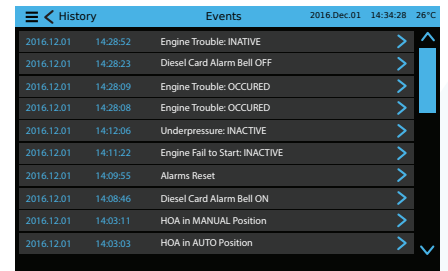 History Events 2016.Dec.01 14:34:28 26°C
2016.12.01 14:28:52 Engine Trouble: INATIVE
2016.12.01 14:28:23 Diesel Card Alarm Bell OFF
2016.12.01 14:28:09 Engine Trouble: OCCURED
2016.12.01 14:28:08 Engine Trouble: OCCURED
2016.12.01 14:12:06 Underpressure: INACTIVE
2016.12.01 14:11:22 Engine Fail to Start: INACTIVE
2016.12.01 14:09:55 Alarms Reset
2016.12.01 14:08:46 Diesel Card Alarm Bell ON
2016.12.01 14:03:11 HOA in MANUAL Position
2016.12.01 14:03:03 HOA in AUTO Position